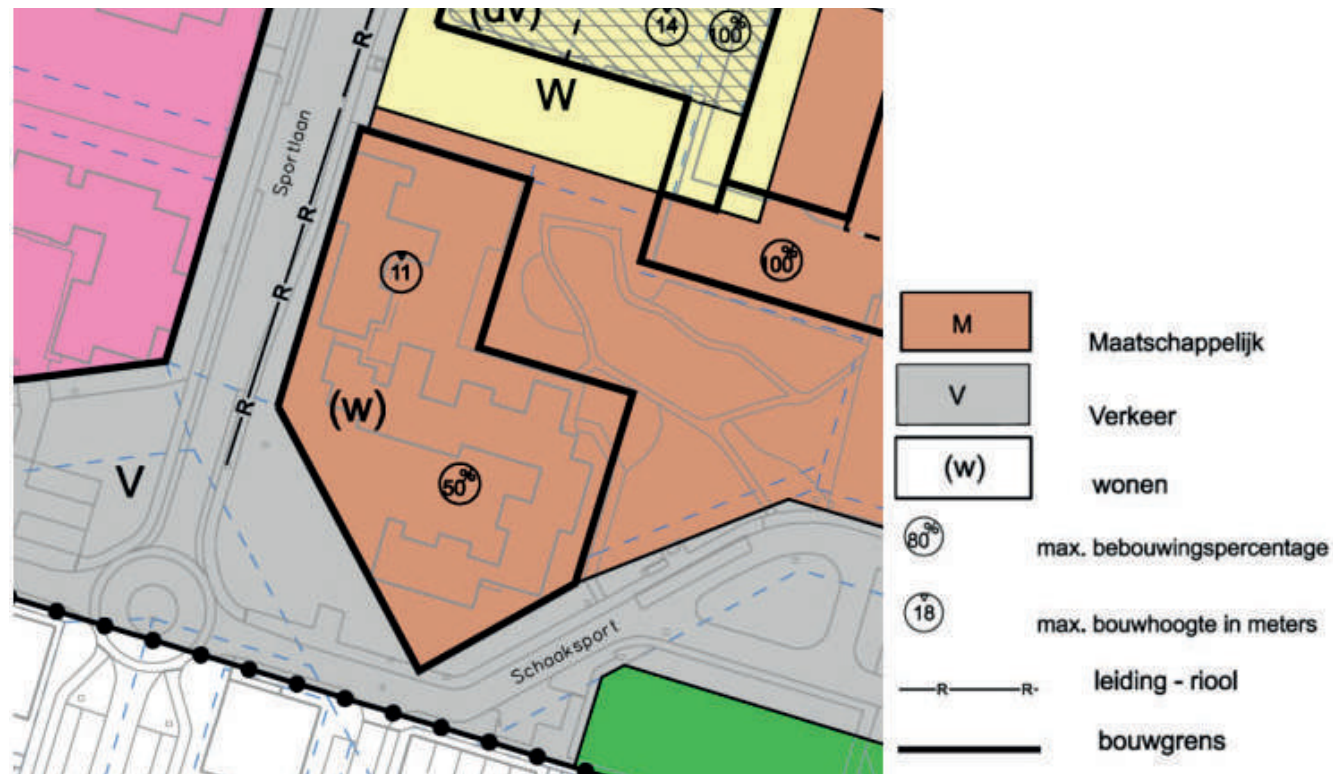 (dv)
14
100%
W
Sportlaan
R
R
R
R
11
100%
(w)
50%
V
Schaaksport
M Maatschappelijk
V Verkeer
(w) wonen
80% max. bebouwingspercentage
18 max. bouwhoogte in meters
R R- leiding - riool
bouwgrens